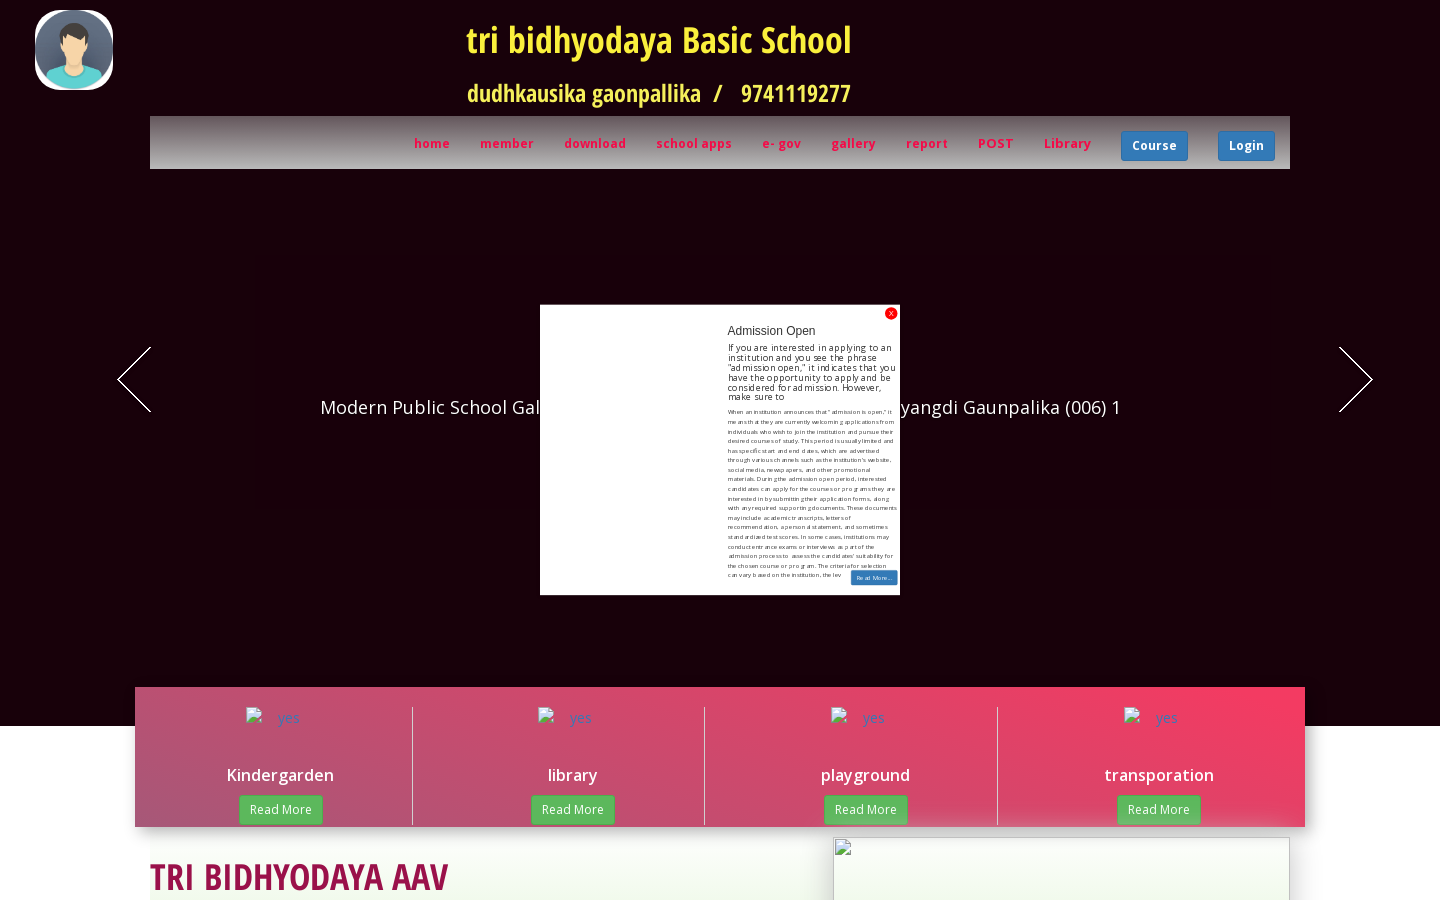 tri bidhyodaya Basic School
dudhkausika gaonpallika / 9741119277
home member download school apps e- gov gallery report POST Library Course Login
X
Admission Open
If you are interested in applying to an
institution and you see the phrase
"admission open," it indicates that you
have the opportunity to apply and be
considered for admission. However,
make sure to
When an institution announces that "admission is open," it
means that they are currently welcoming applications from
individuals who wish to join the institution and pursue their
desired courses of study. This period is usually limited and
has specific start and end dates, which are advertised
through various channels such as the institution's website,
social media, newspapers, and other promotional
materials. During the admission open period, interested
candidates can apply for the courses or programs they are
interested in by submitting their application forms, along
with any required supporting documents. These documents
may include academic transcripts, letters of
recommendation, a personal statement, and sometimes
standardized test scores. In some cases, institutions may
conduct entrance exams or interviews as part of the
admission process to assess the candidates' suitability for
the chosen course or program. The criteria for selection
can vary based on the institution, the lev
Read More...
Modern Public School Gal yangdi Gaunpalika (006) 1
yes yes yes yes
Kindergarden library playground transporation
Read More Read More Read More Read More
TRI BIDHYODAYA AAV